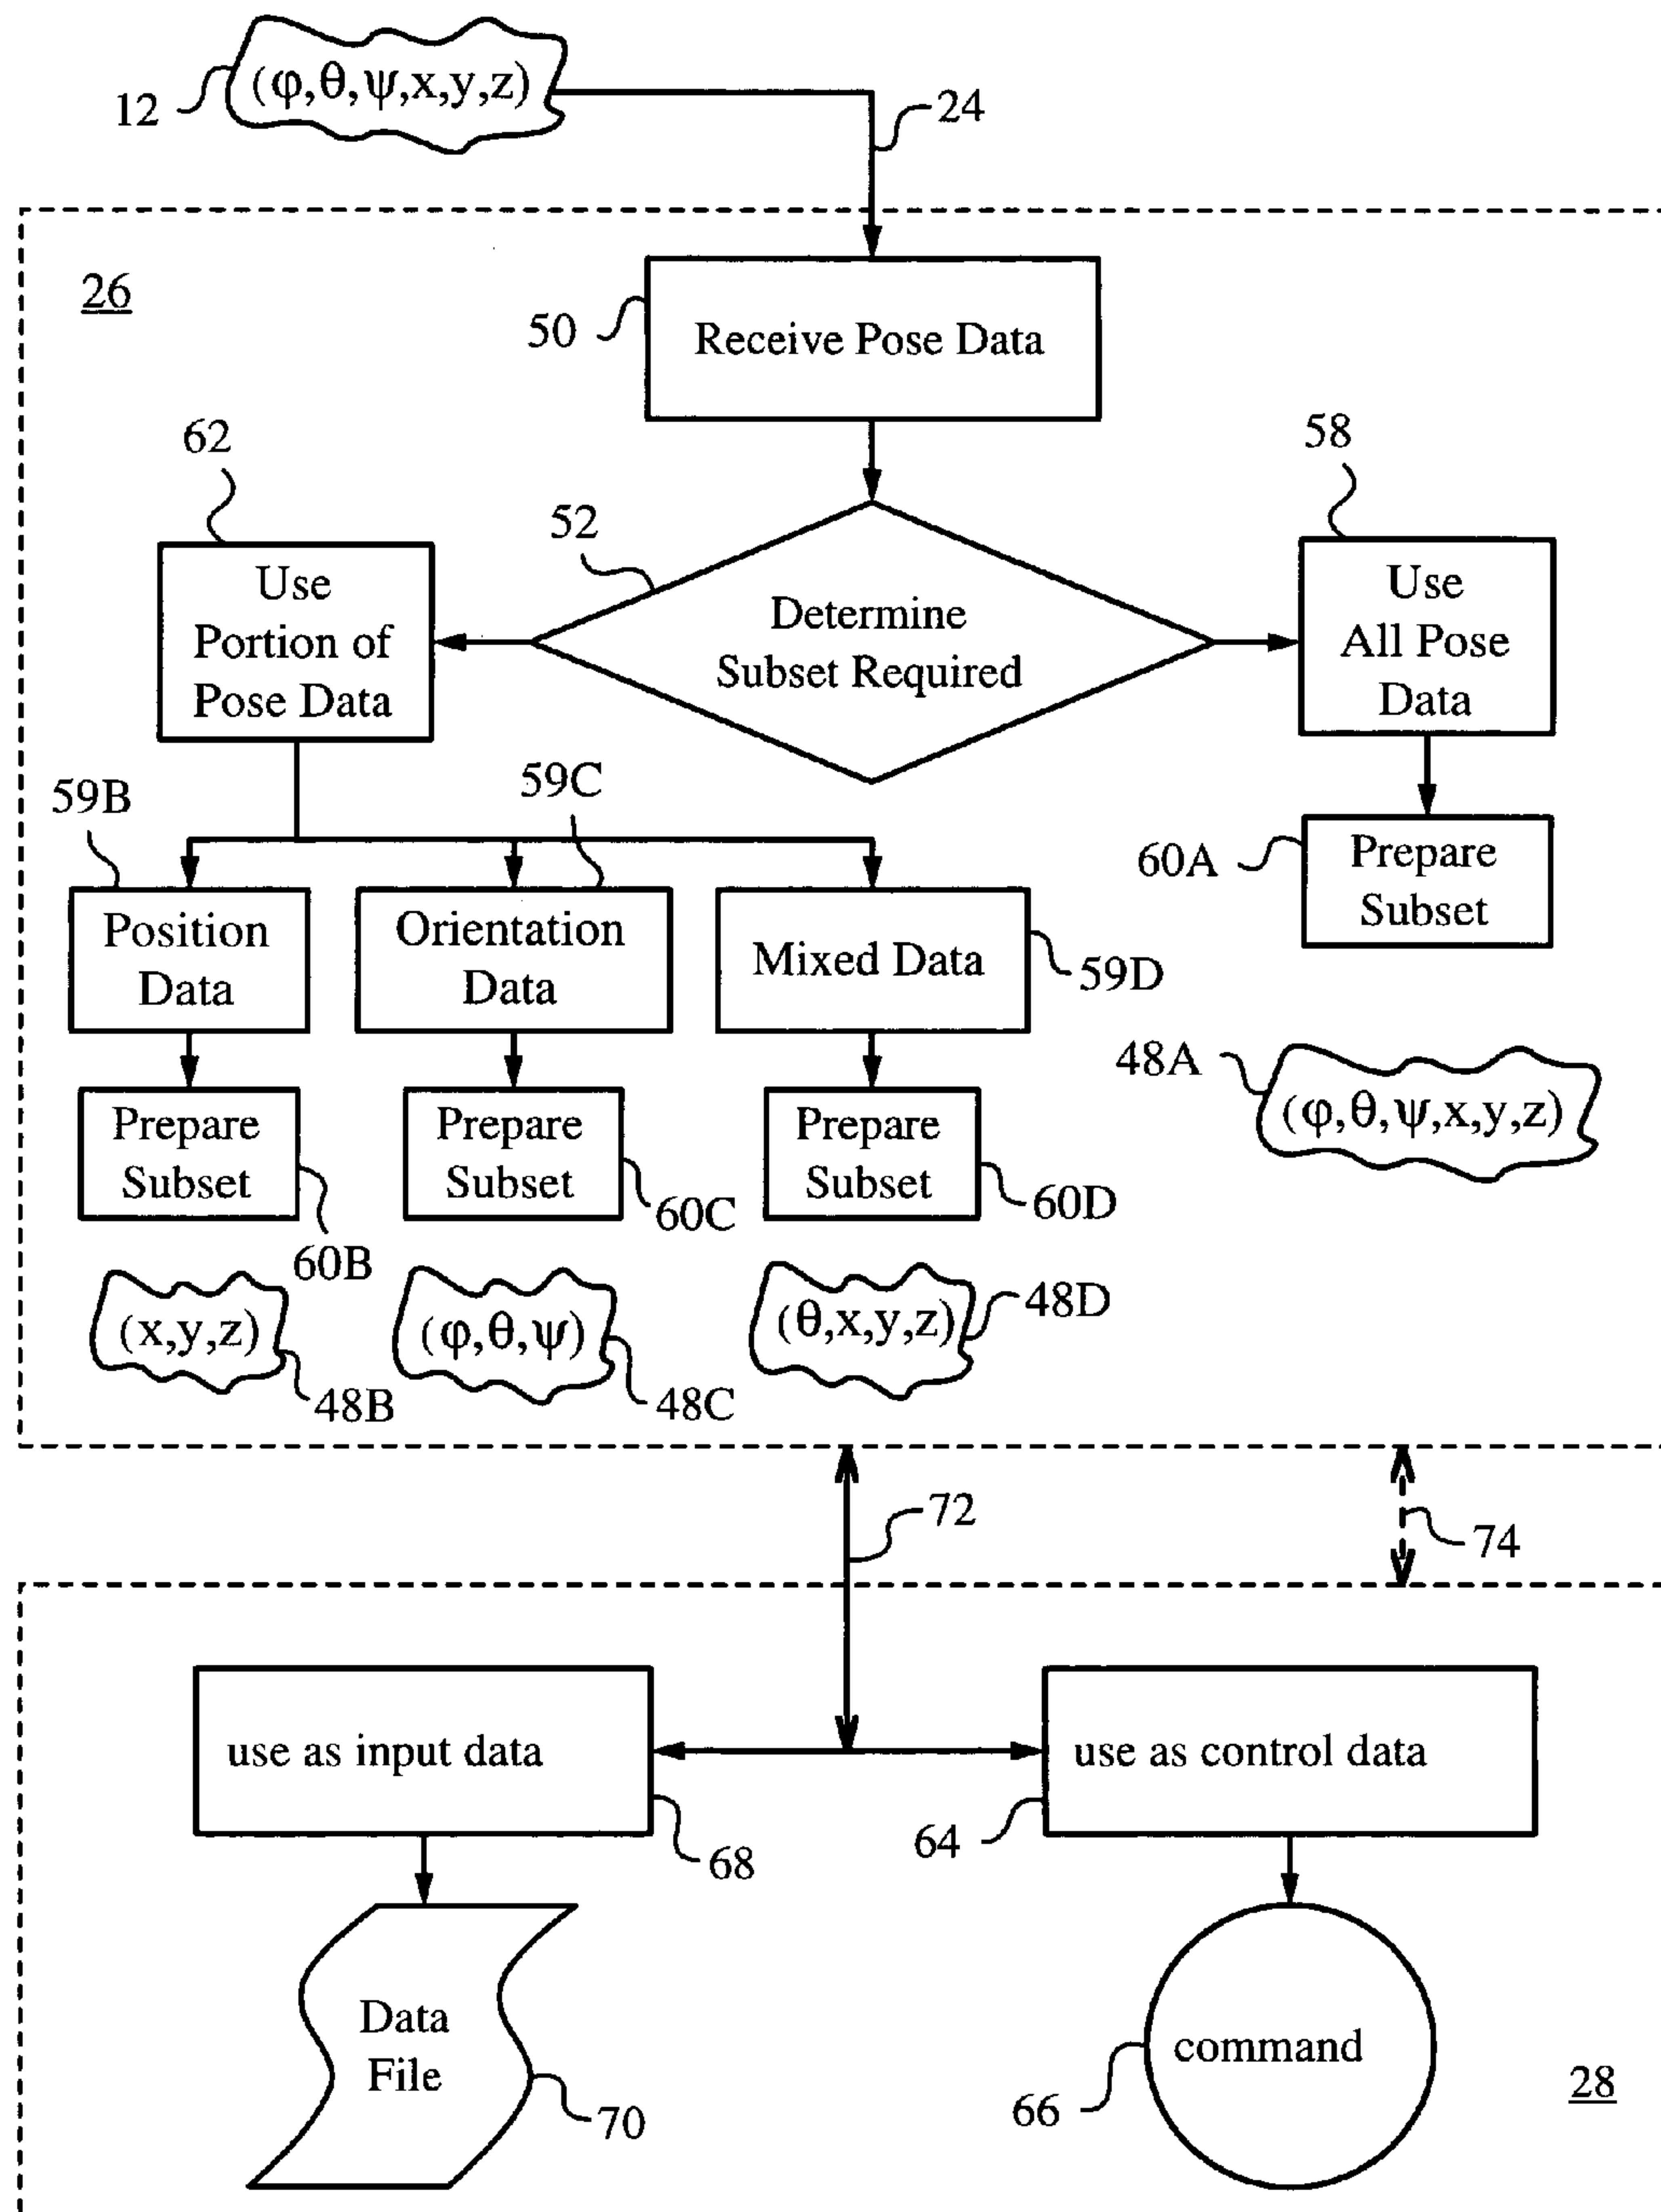 (φ,θ,ψ,x,y,z)
12
24
26
50
Receive Pose Data
62
58
52
Use
Portion of
Pose Data
Determine
Subset Required
Use
All Pose
Data
59B
59C
60A
Prepare
Subset
Position
Data
Orientation
Data
Mixed Data
59D
48A
(φ,θ,ψ,x,y,z)
Prepare
Subset
Prepare
Subset
Prepare
Subset
60B
60C
60D
(x,y,z)
(φ,θ,ψ)
(θ,x,y,z)
48B
48C
48D
72
74
use as input data
use as control data
68
64
Data
File
command
70
66
28